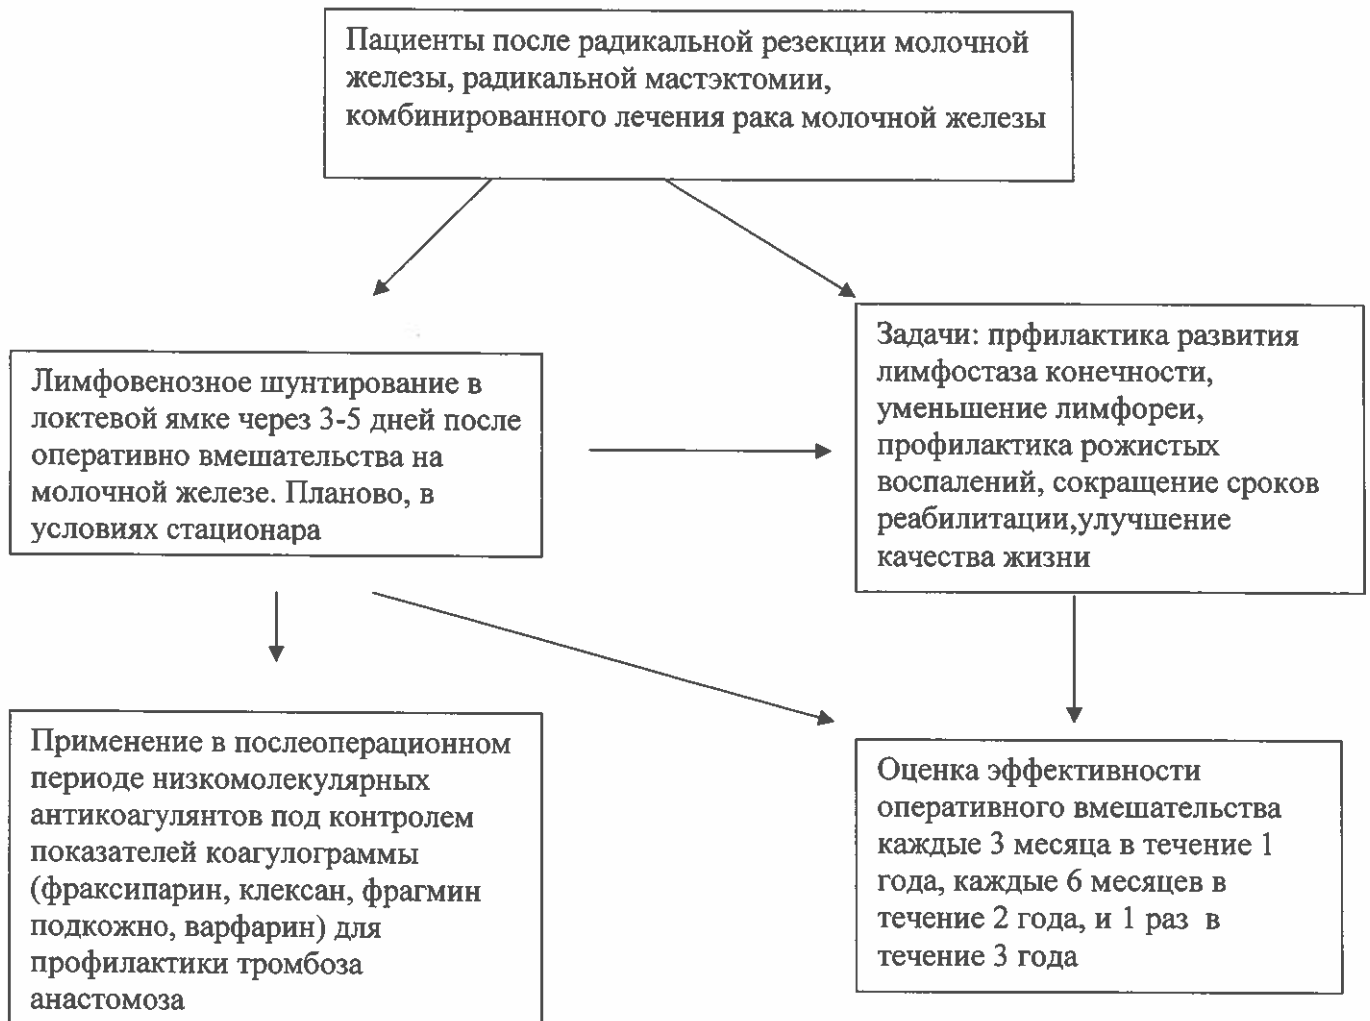 Пациенты после радикальной резекции молочной
железы, радикальной мастэктомии,
комбинированного лечения рака молочной железы
Лимфовенозное шунтирование в
локтевой ямке через 3-5 дней после
оперативно вмешательства на
молочной железе. Планово, в
условиях стационара
Задачи: прфилактика развития
лимфостаза конечности,
уменьшение лимфореи,
профилактика рожистых
воспалений, сокращение сроков
реабилитации,улучшение
качества жизни
Применение в послеоперационном
периоде низкомолекулярных
антикоагулянтов под контролем
показателей коагулограммы
(фраксипарин, клексан, фрагмин
подкожно, варфарин) для
профилактики тромбоза
анастомоза
Оценка эффективности
оперативного вмешательства
каждые 3 месяца в течение 1
года, каждые 6 месяцев в
течение 2 года, и 1 раз в
течение 3 года